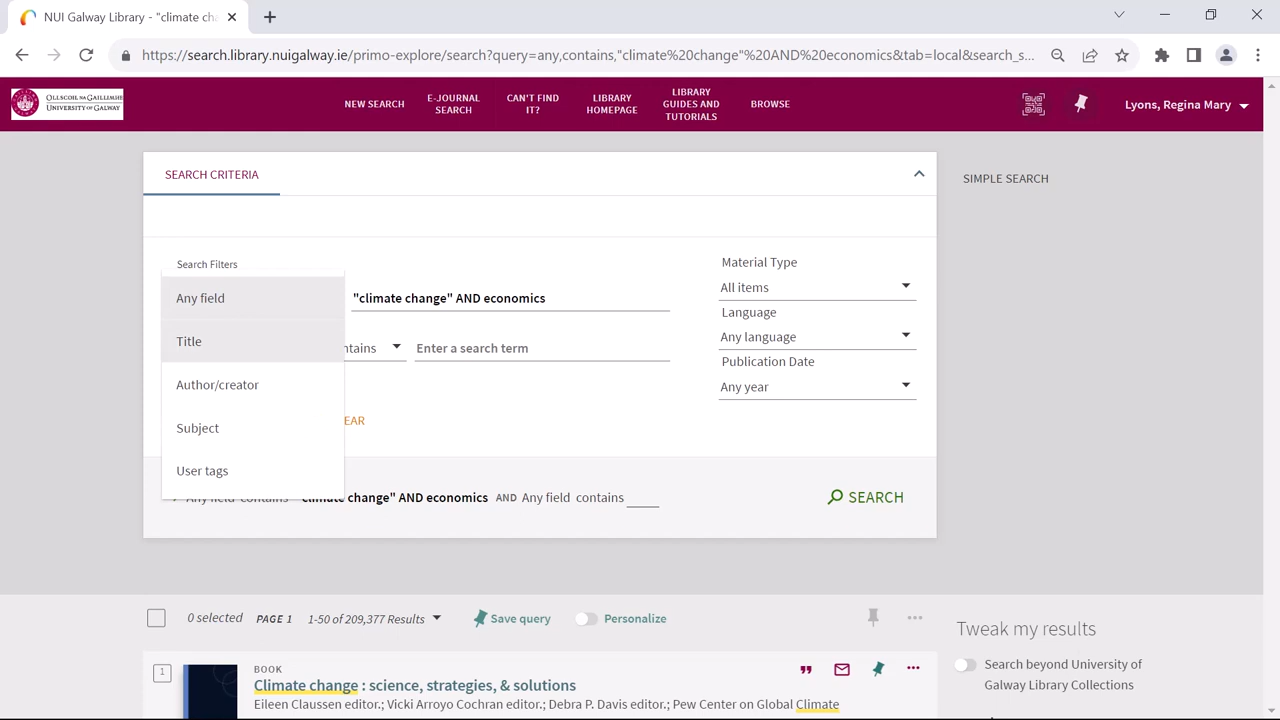 NUI Galway Library - "climate cha
https://search.library.nuigalway.ie/primo-explore/search?query=any,contains,"climate%20change"%20AND%20economics&tab=local&search_s...
OLLSCOIL NA GAILLIMHE
UNIVERSITY OF GALWAY
NEW SEARCH
E-JOURNAL
SEARCH
CAN'T FIND
IT?
LIBRARY
HOMEPAGE
LIBRARY
GUIDES AND
TUTORIALS
BROWSE
Lyons, Regina Mary
SEARCH CRITERIA
SIMPLE SEARCH
Search Filters
Any field
Title
Author/creator
Subject
User tags
"climate change" AND economics
ntains
Enter a search term
EAR
Material Type
All items
Language
Any language
Publication Date
Any year
Any field contains "climate change" AND economics AND Any field contains
SEARCH
0 selected PAGE 1 1-50 of 209,377 Results Save query Personalize
Tweak my results
Search beyond University of
Galway Library Collections
1
BOOK
Climate change : science, strategies, & solutions
Eileen Claussen editor.; Vicki Arroyo Cochran editor.; Debra P. Davis editor.; Pew Center on Global Climate